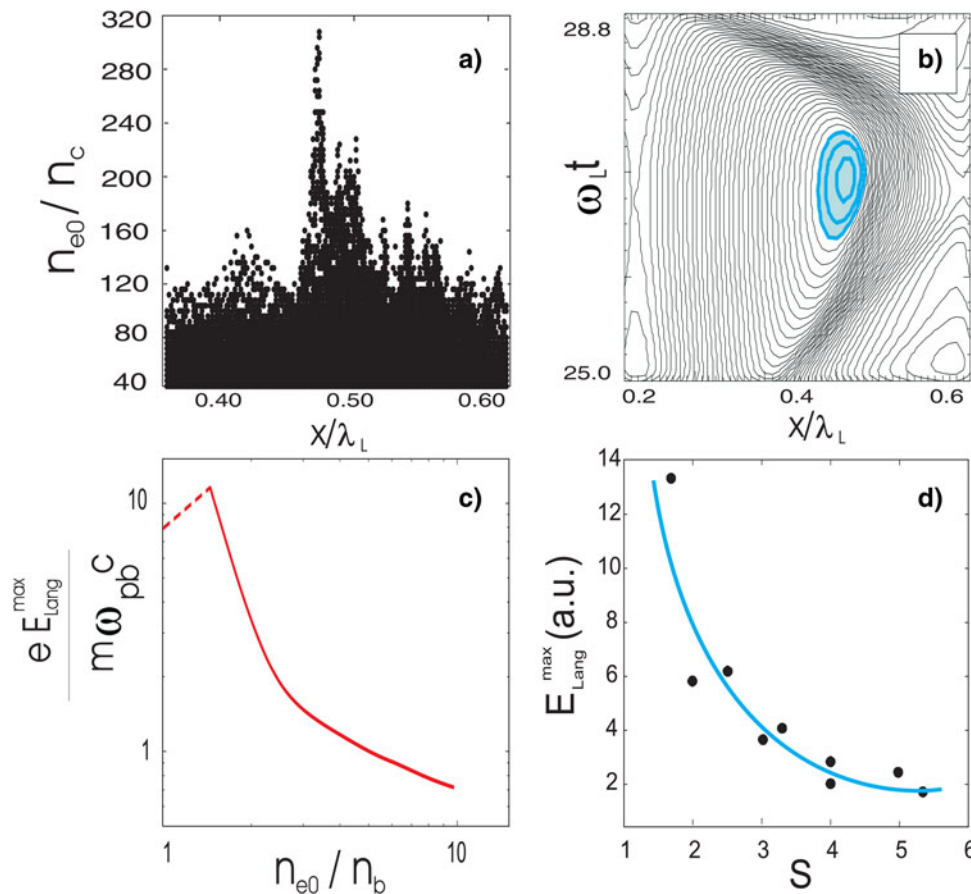 320
280
240
200
160
120
80
40
n_e0 / n_c
a)
0.40 0.50 0.60
x/λ_L
28.8
25.0
ω_L t
b)
0.2 0.4 0.6
x/λ_L
10
1
e E_Lang^max
m ω_pb c
c)
1 10
n_e0 / n_b
14
12
10
8
6
4
2
E_Lang^max (a.u.)
d)
1 2 3 4 5 6
S